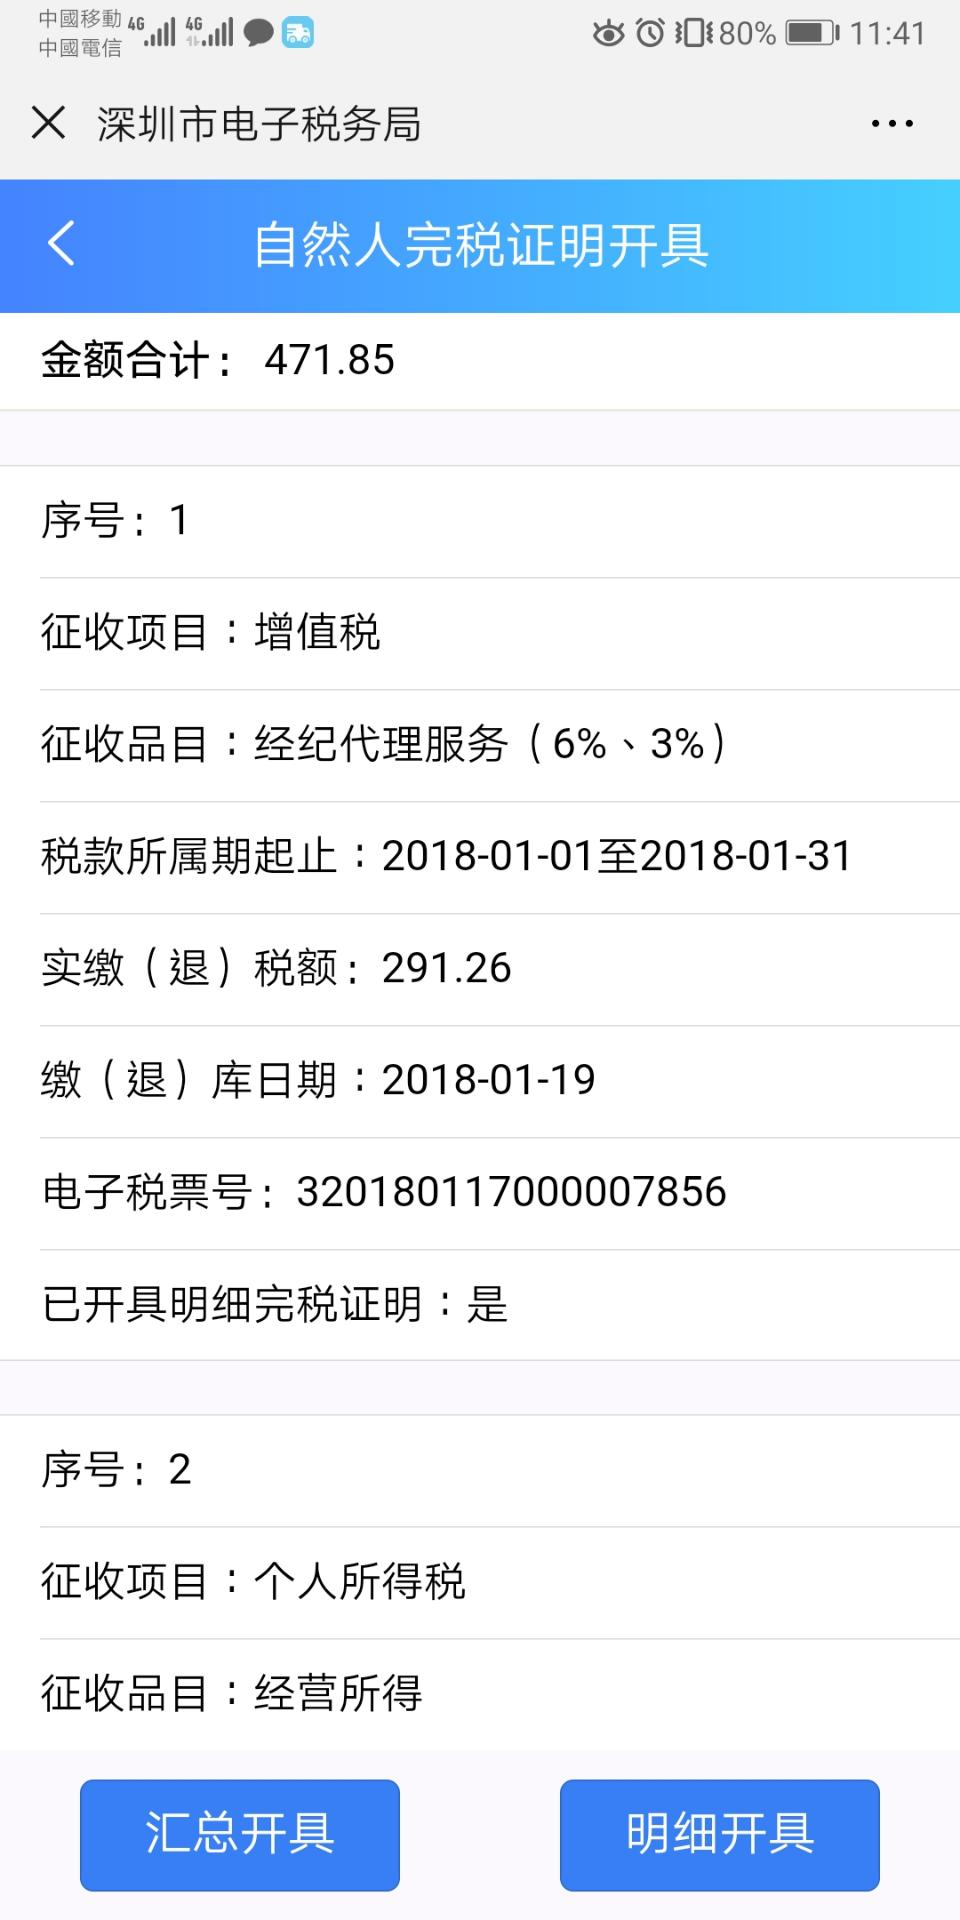 中國移動 4G 4G 80% 11:41
中國電信
深圳市电子税务局
自然人完税证明开具
金额合计: 471.85
序号: 1
征收项目：增值税
征收品目：经纪代理服务（6%、3%）
税款所属期起止：2018-01-01至2018-01-31
实缴（退）税额: 291.26
缴（退）库日期：2018-01-19
电子税票号: 320180117000007856
已开具明细完税证明：是
序号: 2
征收项目：个人所得税
征收品目：经营所得
汇总开具 明细开具